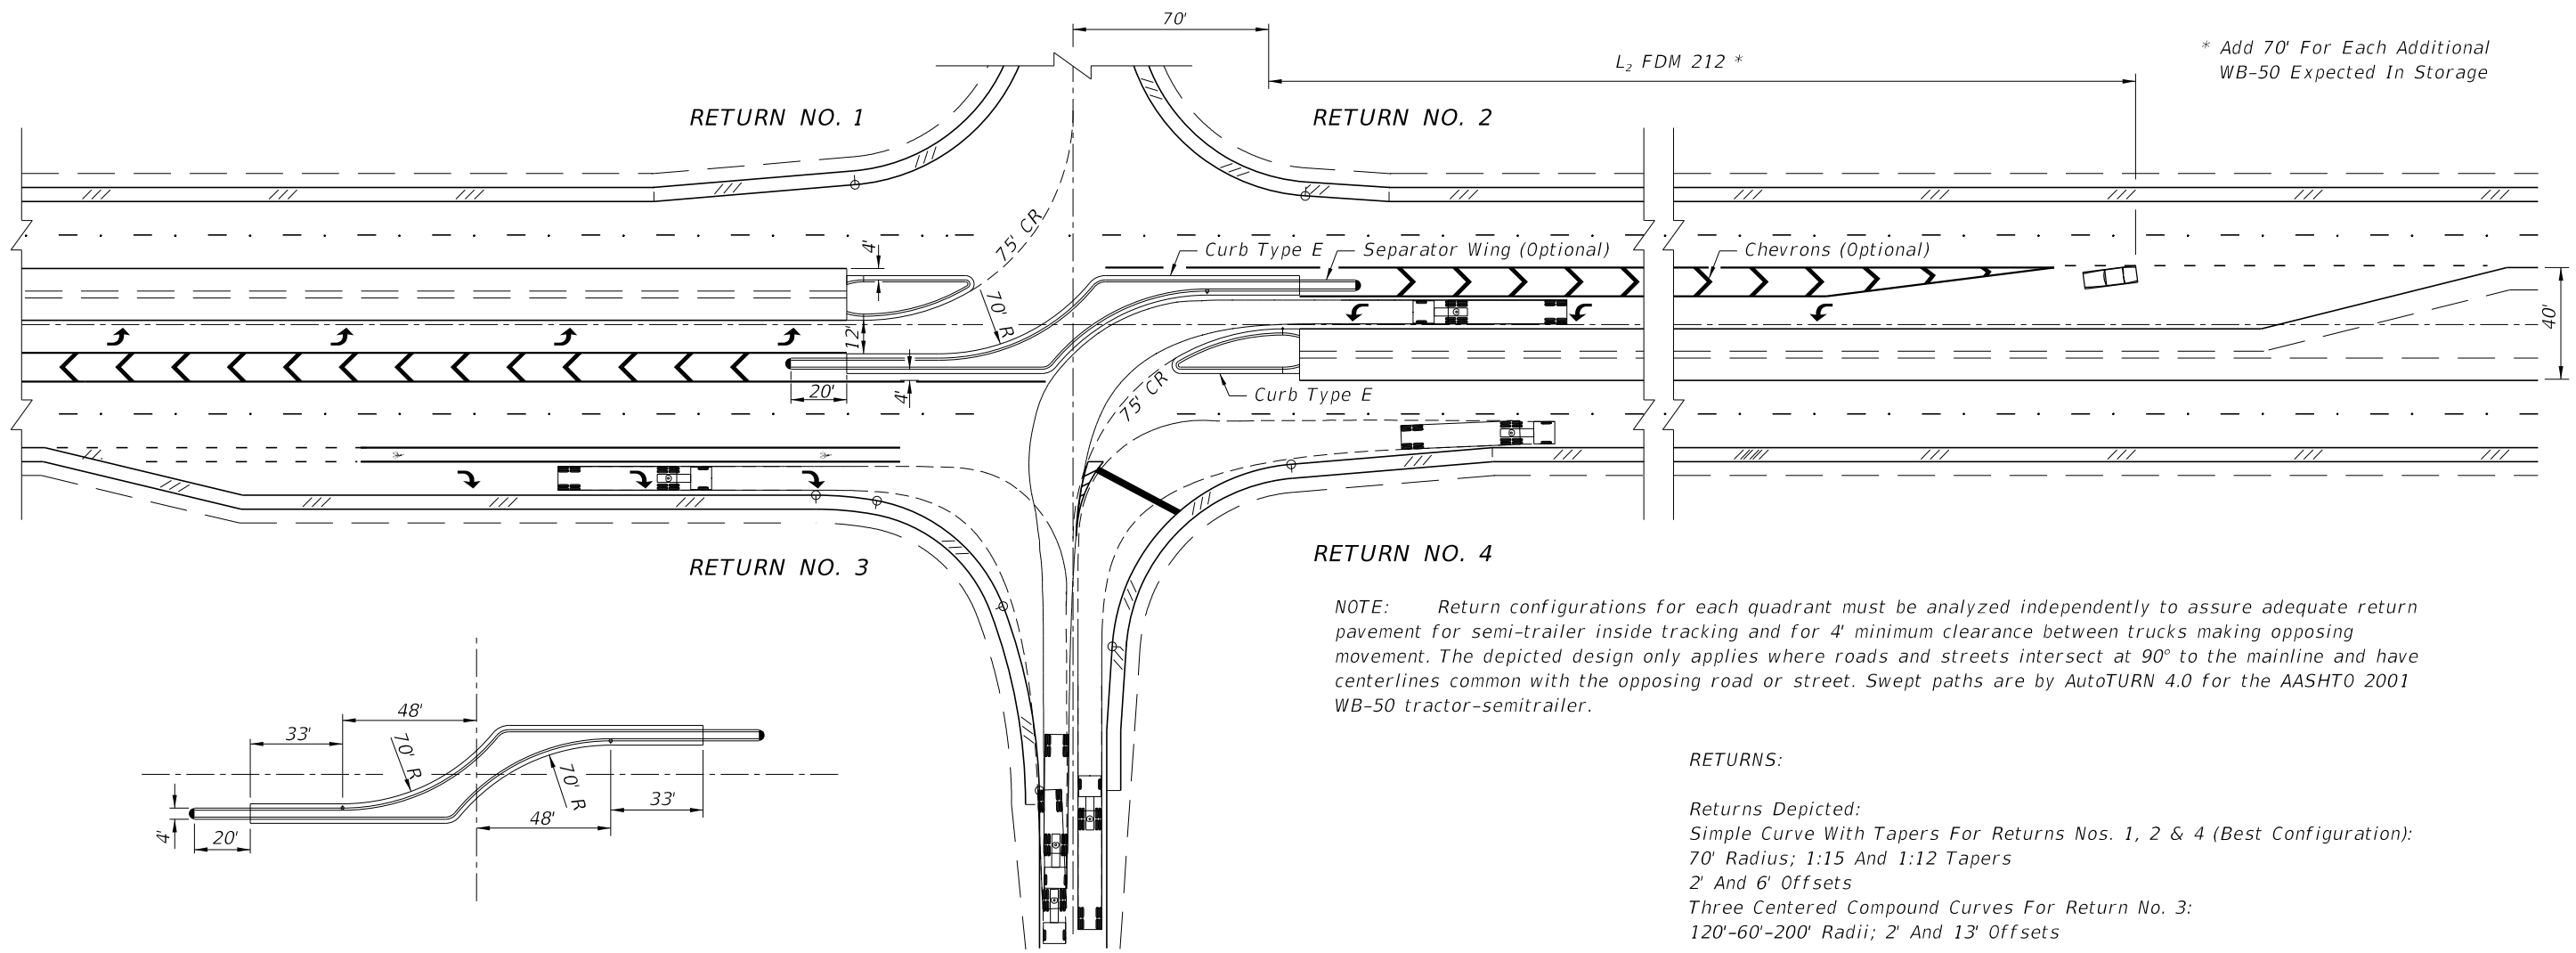 70'
L2 FDM 212 *
* Add 70' For Each Additional
WB-50 Expected In Storage
RETURN NO. 1
RETURN NO. 2
4'
75' CR
Curb Type E
Separator Wing (Optional)
Chevrons (Optional)
70' R
12'
40'
20'
4'
75' CR
Curb Type E
RETURN NO. 3
RETURN NO. 4
NOTE: Return configurations for each quadrant must be analyzed independently to assure adequate return
pavement for semi-trailer inside tracking and for 4' minimum clearance between trucks making opposing
movement. The depicted design only applies where roads and streets intersect at 90° to the mainline and have
centerlines common with the opposing road or street. Swept paths are by AutoTURN 4.0 for the AASHTO 2001
WB-50 tractor-semitrailer.
48'
33'
70' R
70' R
33'
48'
4'
20'
RETURNS:
Returns Depicted:
Simple Curve With Tapers For Returns Nos. 1, 2 & 4 (Best Configuration):
70' Radius; 1:15 And 1:12 Tapers
2' And 6' Offsets
Three Centered Compound Curves For Return No. 3:
120'-60'-200' Radii; 2' And 13' Offsets